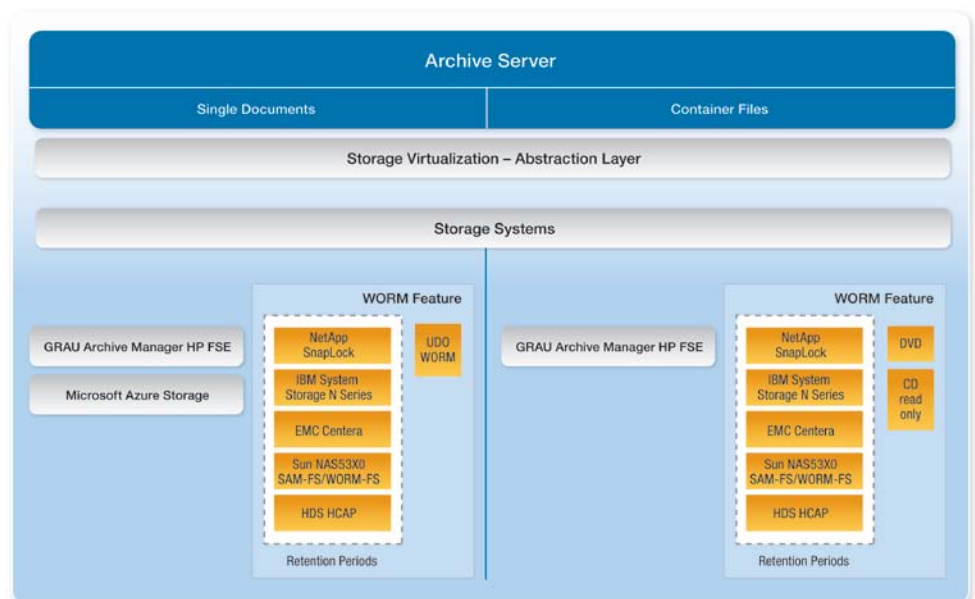 Archive Server
Single Documents
Container Files
Storage Virtualization – Abstraction Layer
Storage Systems
WORM Feature
GRAU Archive Manager HP FSE
Microsoft Azure Storage
NetApp
SnapLock
IBM System
Storage N Series
EMC Centera
Sun NAS53X0
SAM-FS/WORM-FS
HDS HCAP
UDO
WORM
Retention Periods
WORM Feature
GRAU Archive Manager HP FSE
NetApp
SnapLock
IBM System
Storage N Series
EMC Centera
Sun NAS53X0
SAM-FS/WORM-FS
HDS HCAP
DVD
CD
read
only
Retention Periods